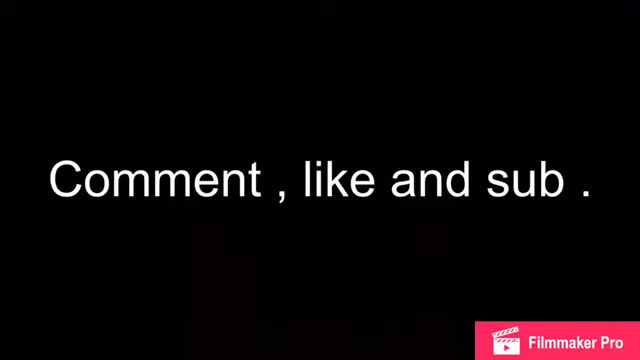 Comment , like and sub .
Filmmaker Pro